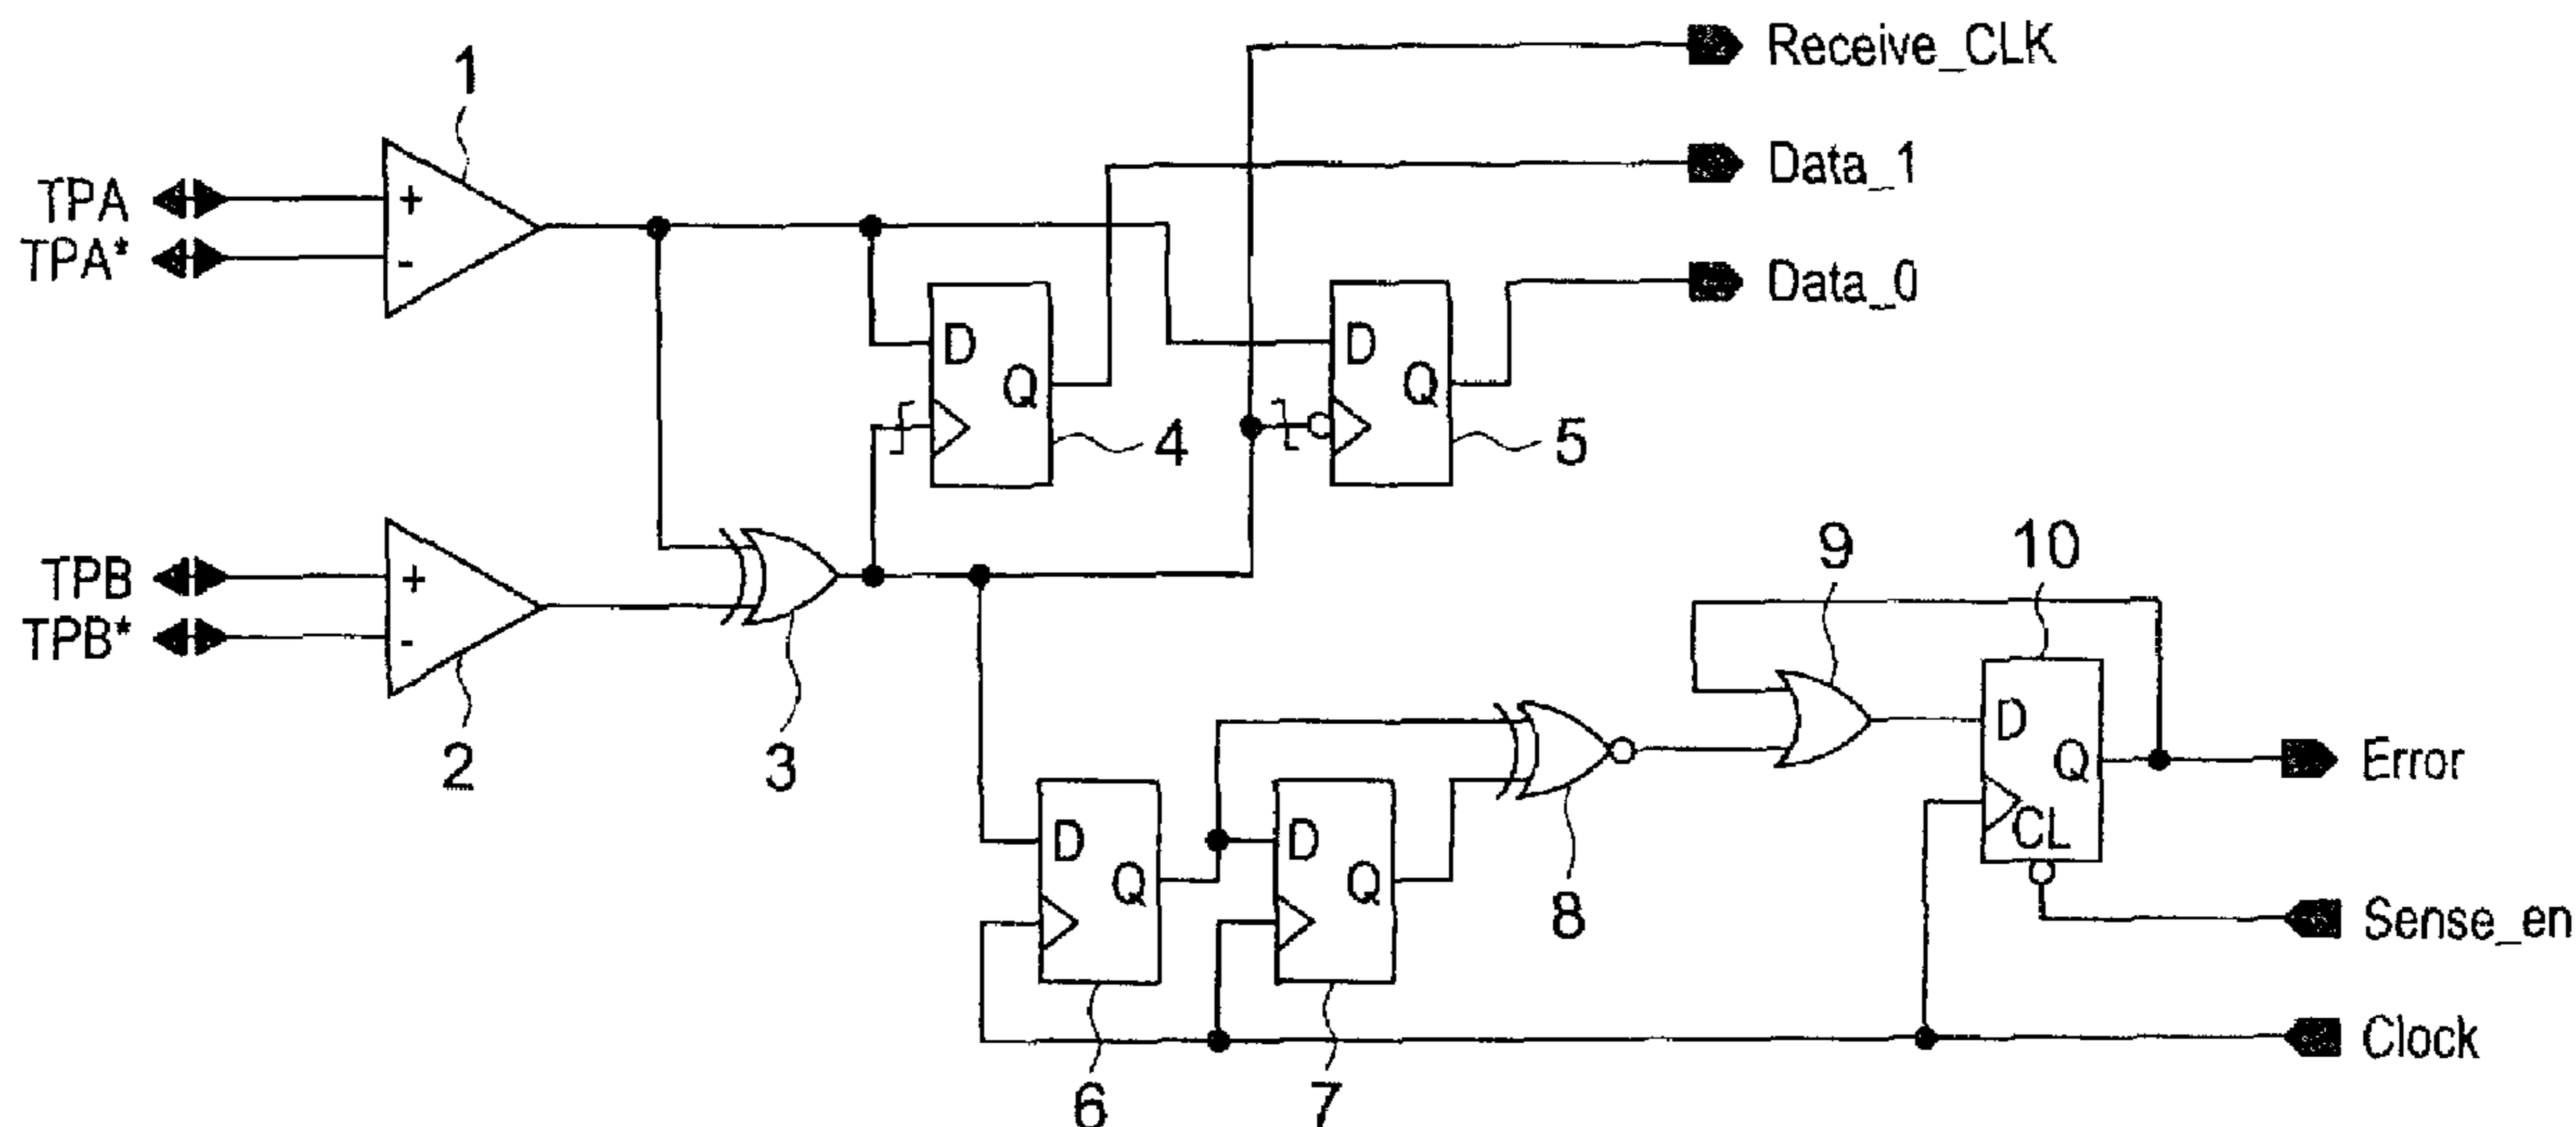 Receive_CLK
1
Data_1
TPA
+
TPA*
-
Data_0
D
Q
4
D
Q
5
TPB
+
TPB*
-
2
3
9
10
D
Q
CL
Error
8
D
Q
D
Q
Sense_en
Clock
6
7